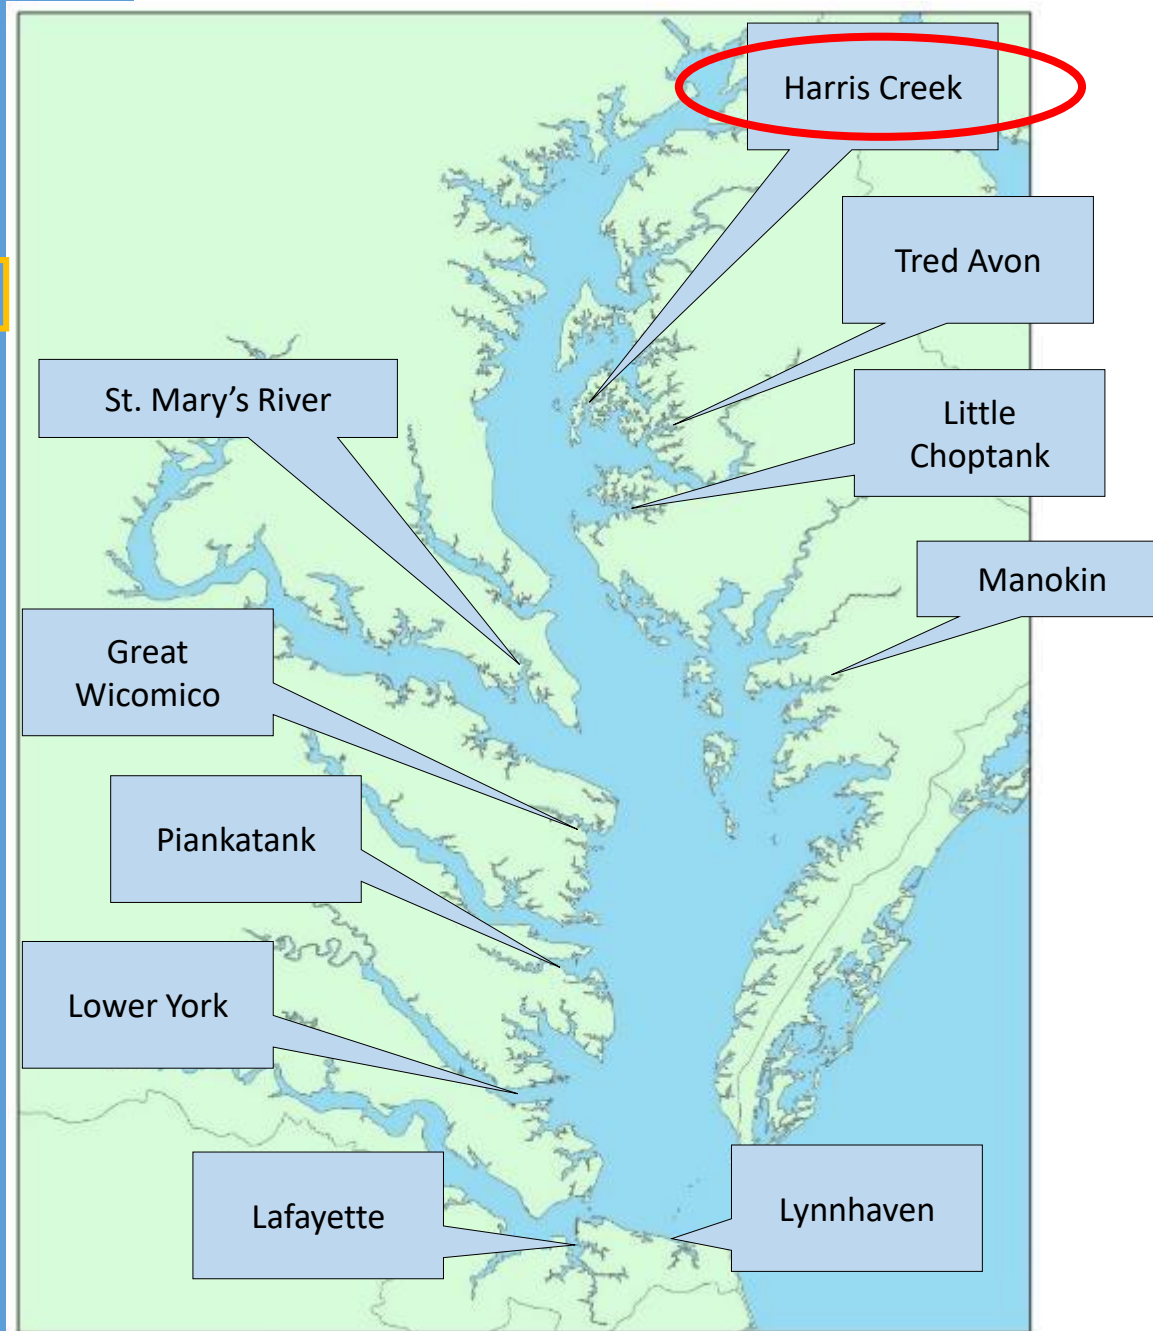 Harris Creek
Tred Avon
St. Mary’s River
Little
Choptank
Manokin
Great
Wicomico
Piankatank
Lower York
Lafayette
Lynnhaven